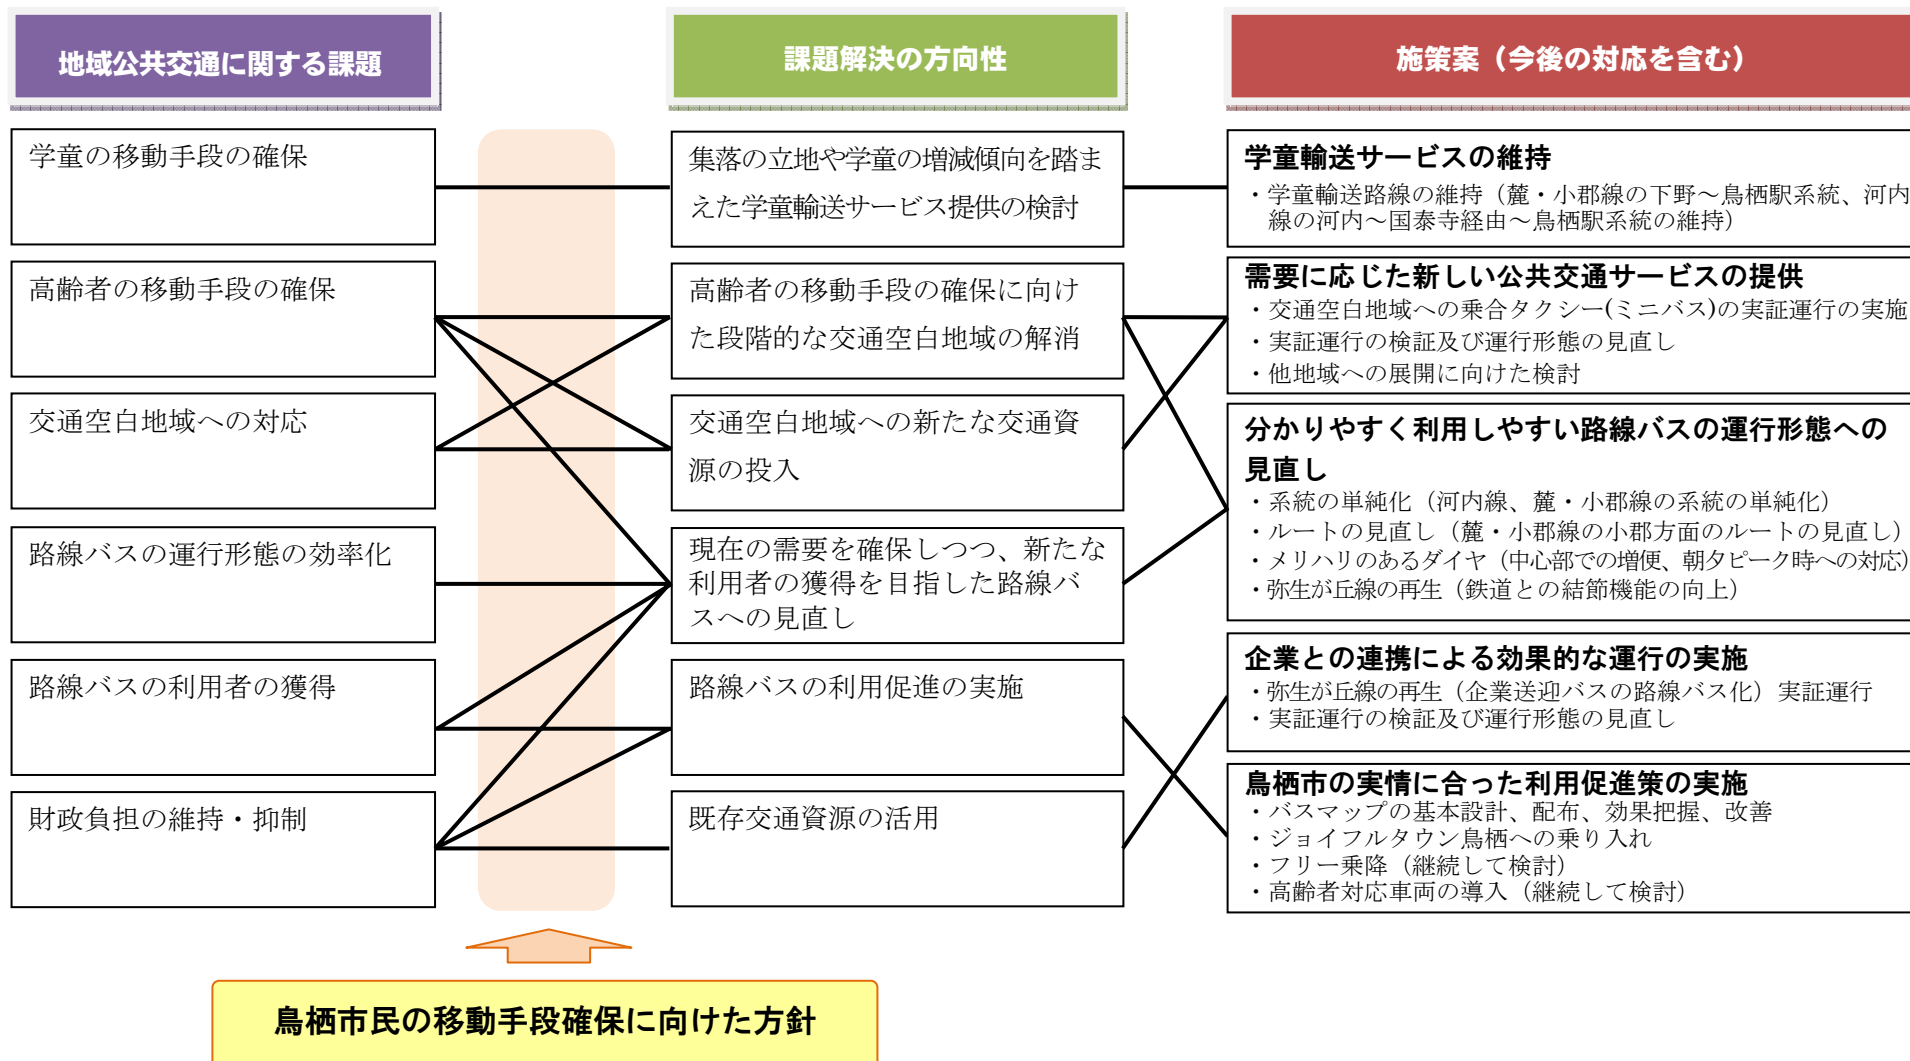 地域公共交通に関する課題
課題解決の方向性
施策案（今後の対応を含む）
学童の移動手段の確保
高齢者の移動手段の確保
交通空白地域への対応
路線バスの運行形態の効率化
路線バスの利用者の獲得
財政負担の維持・抑制
集落の立地や学童の増減傾向を踏ま
えた学童輸送サービス提供の検討
高齢者の移動手段の確保に向け
た段階的な交通空白地域の解消
交通空白地域への新たな交通資
源の投入
現在の需要を確保しつつ、新たな
利用者の獲得を目指した路線バ
スへの見直し
路線バスの利用促進の実施
既存交通資源の活用
学童輸送サービスの維持
・学童輸送路線の維持（麓・小郡線の下野～鳥栖駅系統、河内
線の河内～国泰寺経由～鳥栖駅系統の維持）
需要に応じた新しい公共交通サービスの提供
・交通空白地域への乗合タクシー(ミニバス)の実証運行の実施
・実証運行の検証及び運行形態の見直し
・他地域への展開に向けた検討
分かりやすく利用しやすい路線バスの運行形態への
見直し
・系統の単純化（河内線、麓・小郡線の系統の単純化）
・ルートの見直し（麓・小郡線の小郡方面のルートの見直し）
・メリハリのあるダイヤ（中心部での増便、朝夕ピーク時への対応）
・弥生が丘線の再生（鉄道との結節機能の向上）
企業との連携による効果的な運行の実施
・弥生が丘線の再生（企業送迎バスの路線バス化）実証運行
・実証運行の検証及び運行形態の見直し
鳥栖市の実情に合った利用促進策の実施
・バスマップの基本設計、配布、効果把握、改善
・ジョイフルタウン鳥栖への乗り入れ
・フリー乗降（継続して検討）
・高齢者対応車両の導入（継続して検討）
鳥栖市民の移動手段確保に向けた方針